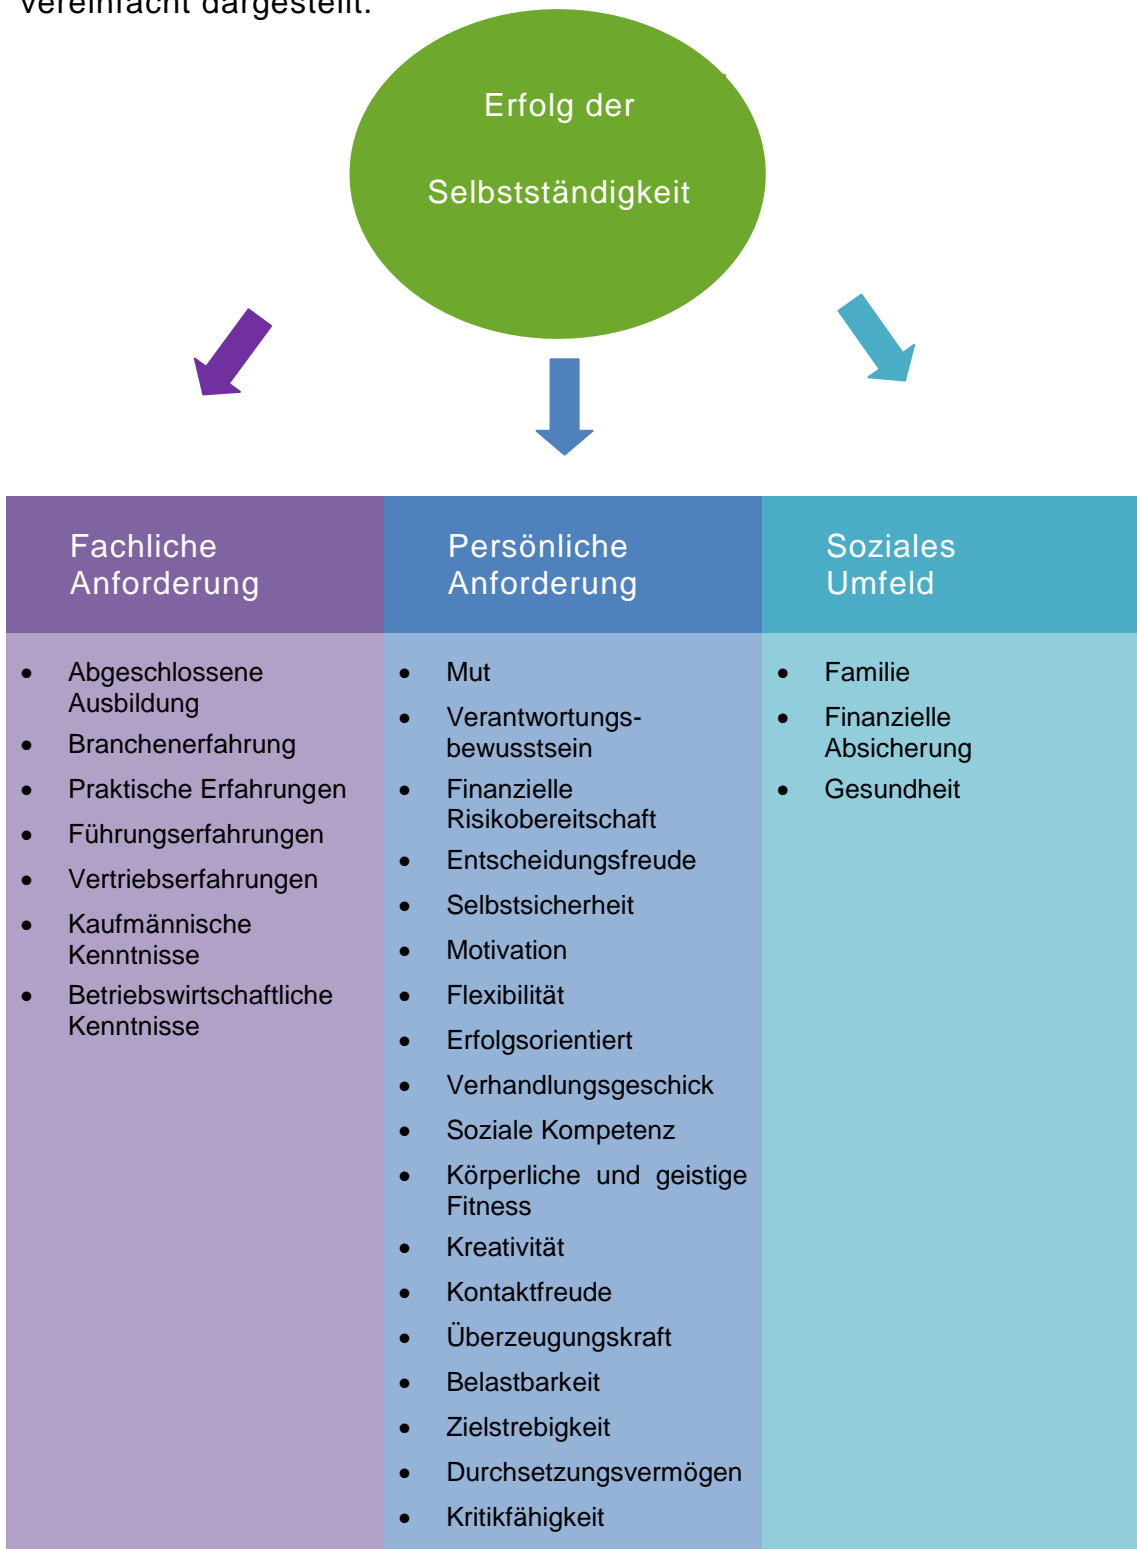 vereinfacht dargestellt.
Erfolg der
Selbstständigkeit
Fachliche
Anforderung
Persönliche
Anforderung
Soziales
Umfeld
• Abgeschlossene
Ausbildung
• Branchenerfahrung
• Praktische Erfahrungen
• Führungserfahrungen
• Vertriebserfahrungen
• Kaufmännische
Kenntnisse
• Betriebswirtschaftliche
Kenntnisse
• Mut
• Verantwortungs-
bewusstsein
• Finanzielle
Risikobereitschaft
• Entscheidungsfreude
• Selbstsicherheit
• Motivation
• Flexibilität
• Erfolgsorientiert
• Verhandlungsgeschick
• Soziale Kompetenz
• Körperliche und geistige
Fitness
• Kreativität
• Kontaktfreude
• Überzeugungskraft
• Belastbarkeit
• Zielstrebigkeit
• Durchsetzungsvermögen
• Kritikfähigkeit
• Familie
• Finanzielle
Absicherung
• Gesundheit